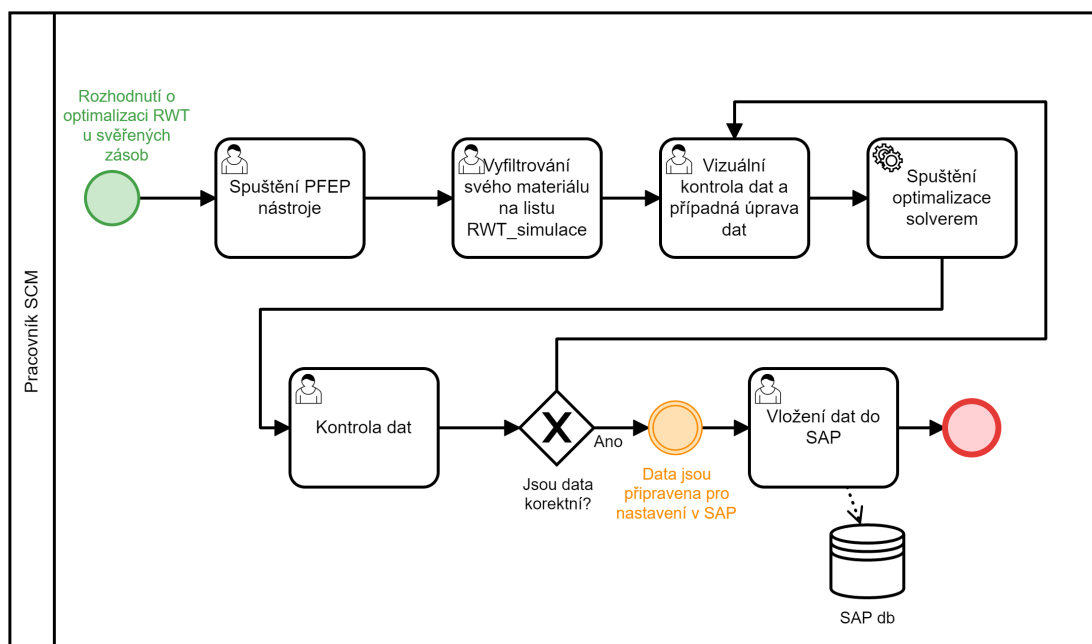 Pracovník SCM
Rozhodnutí o
optimalizaci RWT
u svěřených
zásob
Spuštění PFEP
nástroje
Vyfiltrování
svého materiálu
na listu
RWT_simulace
Vizuální
kontrola dat a
případná úprava
dat
Spuštění
optimalizace
solverem
Kontrola dat
Jsou data
korektní?
Ano
Data jsou
připravena pro
nastavení v SAP
Vložení dat do
SAP
SAP db